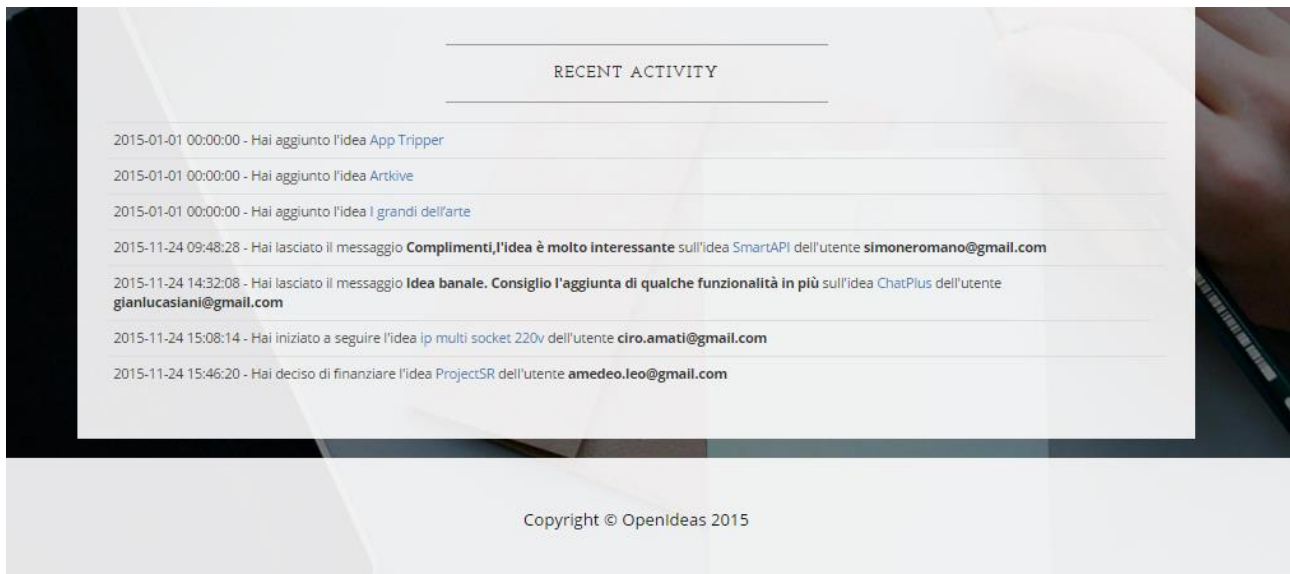 RECENT ACTIVITY
2015-01-01 00:00:00 - Hai aggiunto l'idea App Tripper
2015-01-01 00:00:00 - Hai aggiunto l'idea Artkive
2015-01-01 00:00:00 - Hai aggiunto l'idea I grandi dell'arte
2015-11-24 09:48:28 - Hai lasciato il messaggio Complimenti,l'idea è molto interessante sull'idea SmartAPI dell'utente simoneromano@gmail.com
2015-11-24 14:32:08 - Hai lasciato il messaggio Idea banale. Consiglio l'aggiunta di qualche funzionalità in più sull'idea ChatPlus dell'utente
gianlucasiani@gmail.com
2015-11-24 15:08:14 - Hai iniziato a seguire l'idea ip multi socket 220v dell'utente ciro.amati@gmail.com
2015-11-24 15:46:20 - Hai deciso di finanziare l'idea ProjectSR dell'utente amedeo.leo@gmail.com
Copyright © OpenIdeas 2015